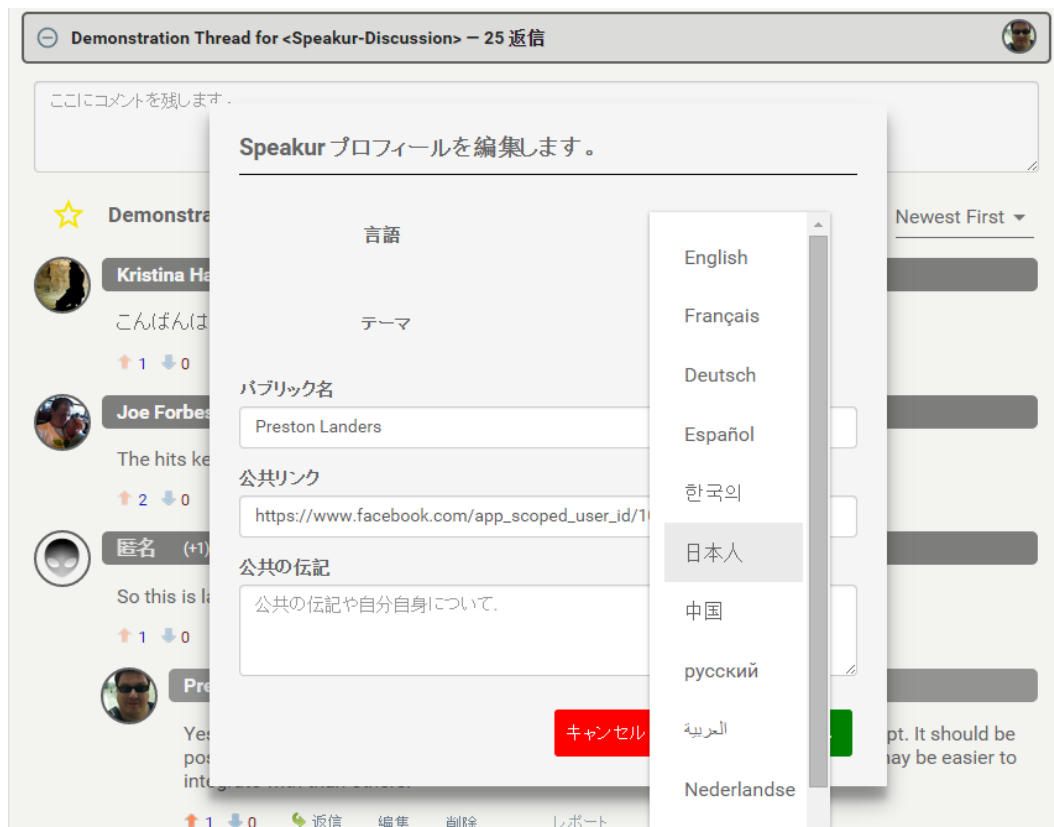 Demonstration Thread for <Speakur-Discussion> — 25 返信
ここにコメントを残します .
Speakur プロフィールを編集します .
Newest First
言語
テーマ
English
Français
Deutsch
Español
한국의
日本人
中国
русский
العربية
Nederlandse
パブリック名
Preston Landers
公共リンク
https://www.facebook.com/app_scoped_user_id/1
公共の伝記
公共の伝記や自分自身について.
キャンセル
Kristina
こんばんは
1 0
Joe Forbes
The hits
2 0
匿名 (+1)
So this is
1 0
Yes
pt. It should be
may be easier to
integrate with than others.
1 0 返信 編集 削除 レポート